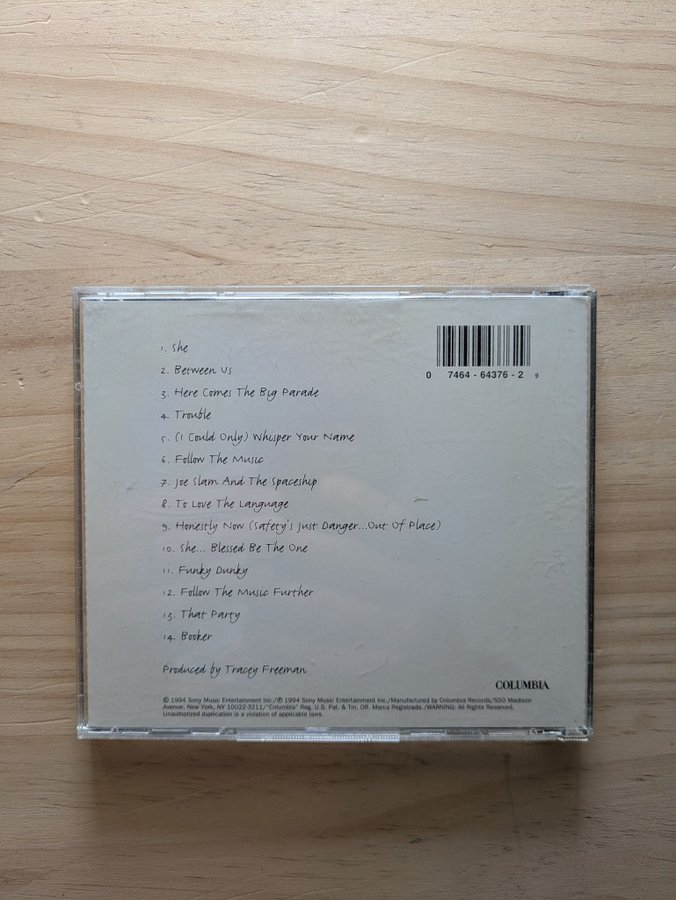 0 7464 - 64376 - 2 9
1. She
2. Between Us
3. Here Comes The Big Parade
4. Trouble
5. (I Could Only) Whisper Your Name
6. Follow The Music
7. Joe Slam And The Spaceship
8. To Love The Language
9. Honestly Now (Safety's Just Danger...Out Of Place)
10. She... Blessed Be The One
11. Funky Dunky
12. Follow The Music Further
13. That Party
14. Booker
Produced by Tracey Freeman
COLUMBIA
© 1994 Sony Music Entertainment Inc./℗ 1994 Sony Music Entertainment Inc./Manufactured by Columbia Records/550 Madison
Avenue, New York, NY 10022-3211/"Columbia" Reg. U.S. Pat. & Tm. Off. Marca Registrada./WARNING: All Rights Reserved.
Unauthorized duplication is a violation of applicable laws.